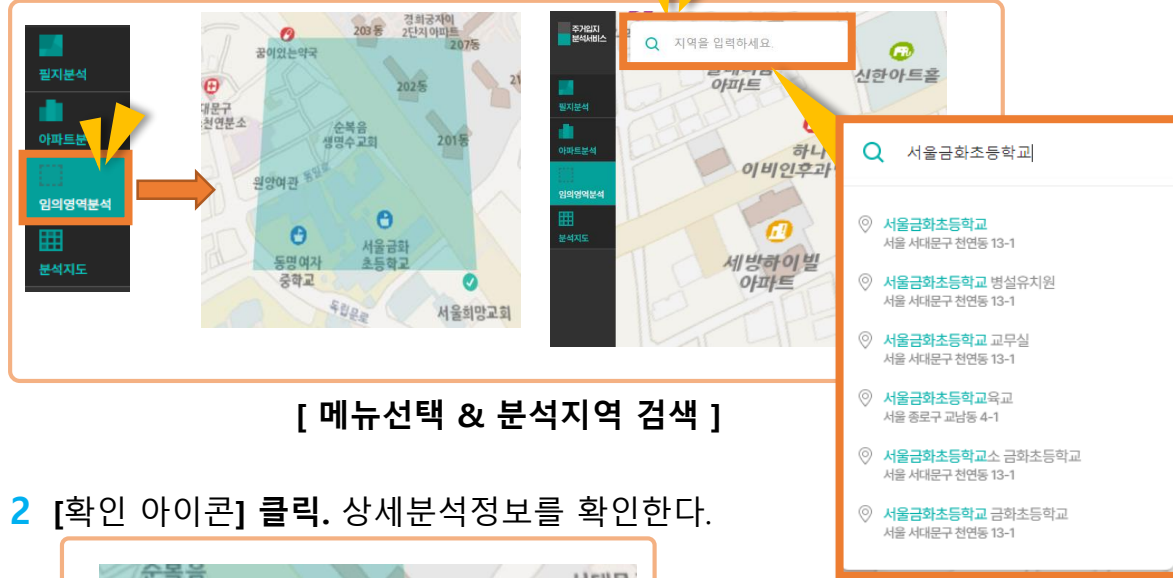 필지분석
아파트분
임의영역분석
분석지도
203동
경희궁자이
2단지아파트
207동
꿈이있는약국
202동
대문구
천연분소
순복음
생명수교회
201동
원앙여관
서울금화
초등학교
동명여자
중학교
독립문로
서울희망교회
주거입지
분석서비스
필지분석
아파트분석
임의영역분석
분석지도
지역을 입력하세요.
아파트
신한아트홀
하나
이비인후과
세방하이빌
아파트
서울금화초등학교
서울금화초등학교
서울 서대문구 천연동 13-1
서울금화초등학교 병설유치원
서울 서대문구 천연동 13-1
서울금화초등학교 교무실
서울 서대문구 천연동 13-1
서울금화초등학교육교
서울 종로구 교남동 4-1
서울금화초등학교소 금화초등학교
서울 서대문구 천연동 13-1
서울금화초등학교 금화초등학교
서울 서대문구 천연동 13-1
[ 메뉴선택 & 분석지역 검색 ]
2 [확인 아이콘] 클릭. 상세분석정보를 확인한다.
순복음